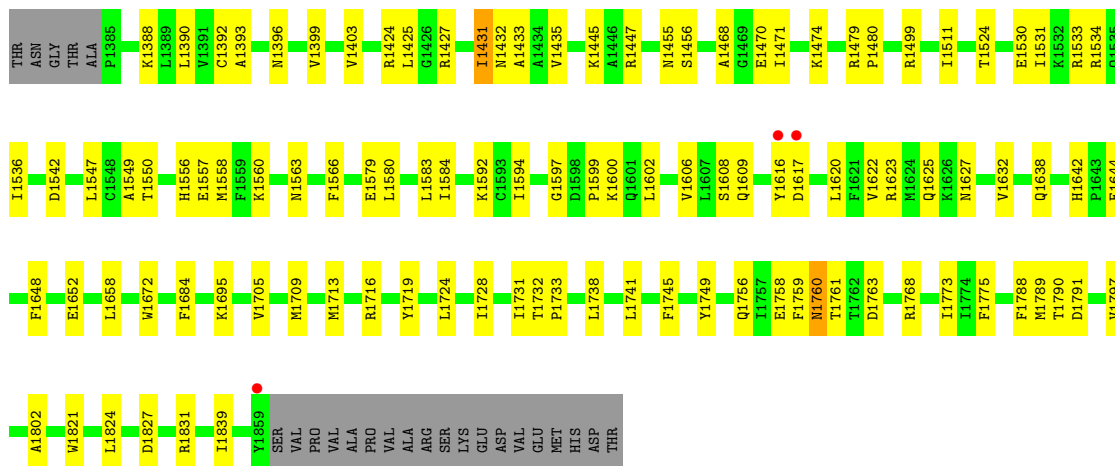 THR ASN GLY THR ALA P1385 K1388 L1389 L1390 V1391 C1392 A1393 N1396 V1399 V1403 R1424 L1425 G1426 R1427 I1431 N1432 A1433 A1434 V1435 K1445 A1446 R1447 N1455 S1456 A1468 G1469 E1470 I1471 K1474 R1479 P1480 R1499 I1511 T1524 E1530 I1531 K1532 R1533 R1534
I1536 D1542 L1547 C1548 A1549 T1550 H1556 E1557 M1558 F1559 K1560 N1563 F1566 E1579 L1580 L1583 I1584 K1592 C1593 I1594 G1597 D1598 P1599 K1600 Q1601 L1602 V1606 L1607 S1608 Q1609 Y1616 D1617 L1620 F1621 V1622 R1623 M1624 Q1625 K1626 N1627 V1632 Q1638 H1642 P1643
F1648 E1652 L1658 W1672 F1684 K1695 V1705 M1709 M1713 R1716 Y1719 L1724 I1728 I1731 T1732 P1733 L1738 L1741 F1745 Y1749 Q1756 I1757 E1758 F1759 N1760 T1761 T1762 D1763 R1768 I1773 I1774 F1775 F1788 M1789 T1790 D1791
A1802 W1821 L1824 D1827 R1831 I1839 Y1859 SER VAL PRO VAL ALA PRO VAL ALA ARG SER LYS GLU ASP VAL GLU MET HIS ASP THR